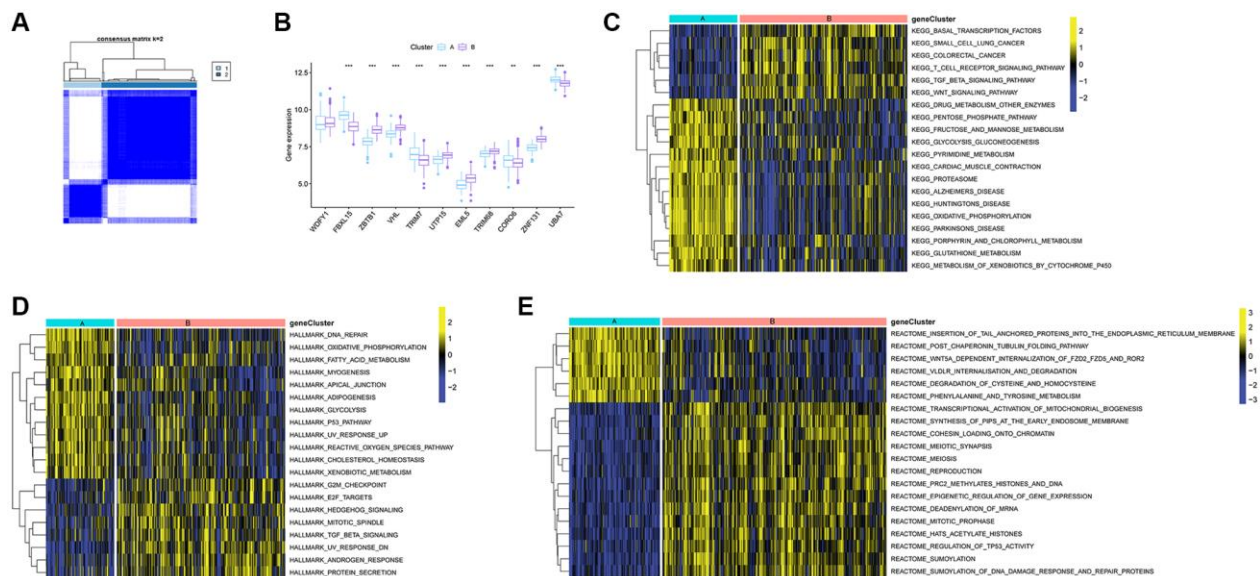 A
consensus matrix k=2
1
2
B
Cluster A B
*** *** *** *** *** *** *** ** *** ***
Gene expression
12.5
10.0
7.5
5.0
WDFY1
FBXL15
ZBTB1
VHL
TRIM7
UTP15
EML5
TRIM68
CORO6
ZNF131
UBA7
C
A B geneCluster
KEGG_BASAL_TRANSCRIPTION_FACTORS
KEGG_SMALL_CELL_LUNG_CANCER
KEGG_COLORECTAL_CANCER
KEGG_T_CELL_RECEPTOR_SIGNALING_PATHWAY
KEGG_TGF_BETA_SIGNALING_PATHWAY
KEGG_WNT_SIGNALING_PATHWAY
KEGG_DRUG_METABOLISM_OTHER_ENZYMES
KEGG_PENTOSE_PHOSPHATE_PATHWAY
KEGG_FRUCTOSE_AND_MANNOSE_METABOLISM
KEGG_GLYCOLYSIS_GLUCONEOGENESIS
KEGG_PYRIMIDINE_METABOLISM
KEGG_CARDIAC_MUSCLE_CONTRACTION
KEGG_PROTEASOME
KEGG_ALZHEIMERS_DISEASE
KEGG_HUNTINGTONS_DISEASE
KEGG_OXIDATIVE_PHOSPHORYLATION
KEGG_PARKINSONS_DISEASE
KEGG_PORPHYRIN_AND_CHLOROPHYLL_METABOLISM
KEGG_GLUTATHIONE_METABOLISM
KEGG_METABOLISM_OF_XENOBIOTICS_BY_CYTOCHROME_P450
2
1
0
−1
−2
D
A B geneCluster
HALLMARK_DNA_REPAIR
HALLMARK_OXIDATIVE_PHOSPHORYLATION
HALLMARK_FATTY_ACID_METABOLISM
HALLMARK_MYOGENESIS
HALLMARK_APICAL_JUNCTION
HALLMARK_ADIPOGENESIS
HALLMARK_GLYCOLYSIS
HALLMARK_P53_PATHWAY
HALLMARK_UV_RESPONSE_UP
HALLMARK_REACTIVE_OXYGEN_SPECIES_PATHWAY
HALLMARK_CHOLESTEROL_HOMEOSTASIS
HALLMARK_XENOBIOTIC_METABOLISM
HALLMARK_G2M_CHECKPOINT
HALLMARK_E2F_TARGETS
HALLMARK_HEDGEHOG_SIGNALING
HALLMARK_MITOTIC_SPINDLE
HALLMARK_TGF_BETA_SIGNALING
HALLMARK_UV_RESPONSE_DN
HALLMARK_ANDROGEN_RESPONSE
HALLMARK_PROTEIN_SECRETION
2
1
0
−1
−2
E
A B geneCluster
REACTOME_INSERTION_OF_TAIL_ANCHORED_PROTEINS_INTO_THE_ENDOPLASMIC_RETICULUM_MEMBRANE
REACTOME_POST_CHAPERONIN_TUBULIN_FOLDING_PATHWAY
REACTOME_WNT5A_DEPENDENT_INTERNALIZATION_OF_FZD2_FZD5_AND_ROR2
REACTOME_VLDLR_INTERNALISATION_AND_DEGRADATION
REACTOME_DEGRADATION_OF_CYSTEINE_AND_HOMOCYSTEINE
REACTOME_PHENYLALANINE_AND_TYROSINE_METABOLISM
REACTOME_TRANSCRIPTIONAL_ACTIVATION_OF_MITOCHONDRIAL_BIOGENESIS
REACTOME_SYNTHESIS_OF_PIPS_AT_THE_EARLY_ENDOSOME_MEMBRANE
REACTOME_COHESIN_LOADING_ONTO_CHROMATIN
REACTOME_MEIOTIC_SYNAPSIS
REACTOME_MEIOSIS
REACTOME_REPRODUCTION
REACTOME_PRC2_METHYLATES_HISTONES_AND_DNA
REACTOME_EPIGENETIC_REGULATION_OF_GENE_EXPRESSION
REACTOME_DEADENYLATION_OF_MRNA
REACTOME_MITOTIC_PROPHASE
REACTOME_HATS_ACETYLATE_HISTONES
REACTOME_REGULATION_OF_TP53_ACTIVITY
REACTOME_SUMOYLATION
REACTOME_SUMOYLATION_OF_DNA_DAMAGE_RESPONSE_AND_REPAIR_PROTEINS
3
2
1
0
−1
−2
−3